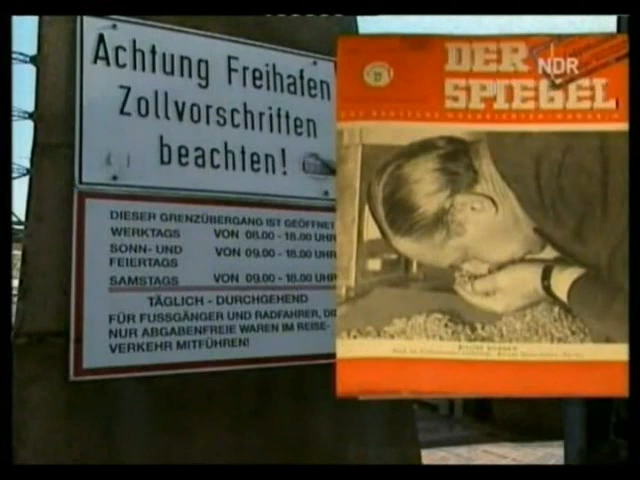 Achtung Freihafen
Zollvorschriften
beachten!
DIESER GRENZÜBERGANG IST GEÖFFNET
WERKTAGS VON 08.00 - 18.00 UHR
SONN- UND
FEIERTAGS VON 09.00 - 18.00 UHR
SAMSTAGS VON 09.00 - 18.00 UHR
TÄGLICH - DURCHGEHEND
FÜR FUSSGÄNGER UND RADFAHRER, DIE
NUR ABGABENFREIE WAREN IM REISE-
VERKEHR MITFÜHREN!
DER
SPIEGEL
NDR